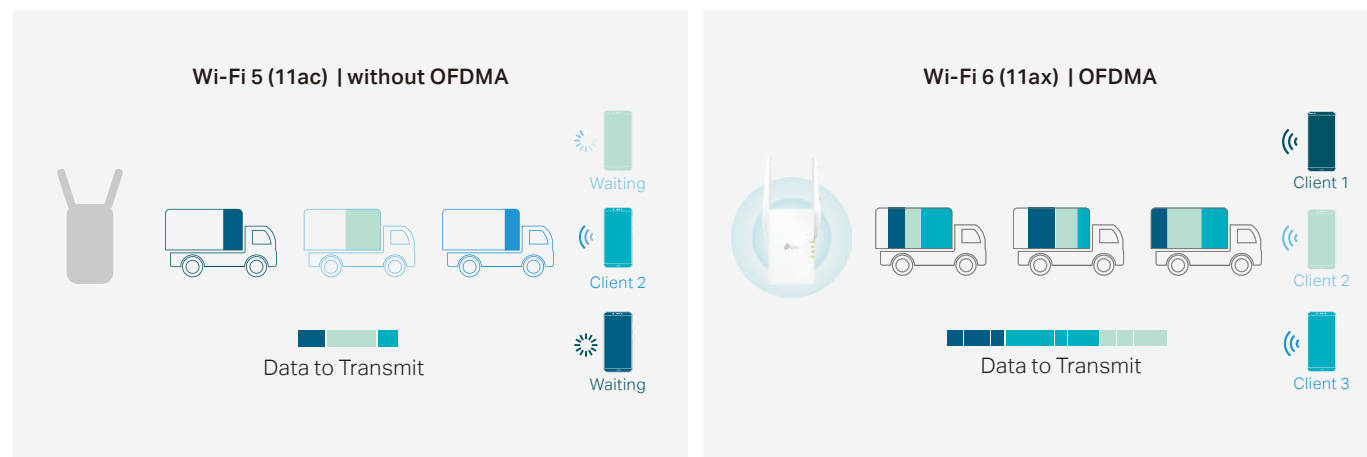 Wi-Fi 5 (11ac) | without OFDMA
Waiting
Client 2
Data to Transmit
Waiting
Wi-Fi 6 (11ax) | OFDMA
Client 1
Client 2
Data to Transmit
Client 3